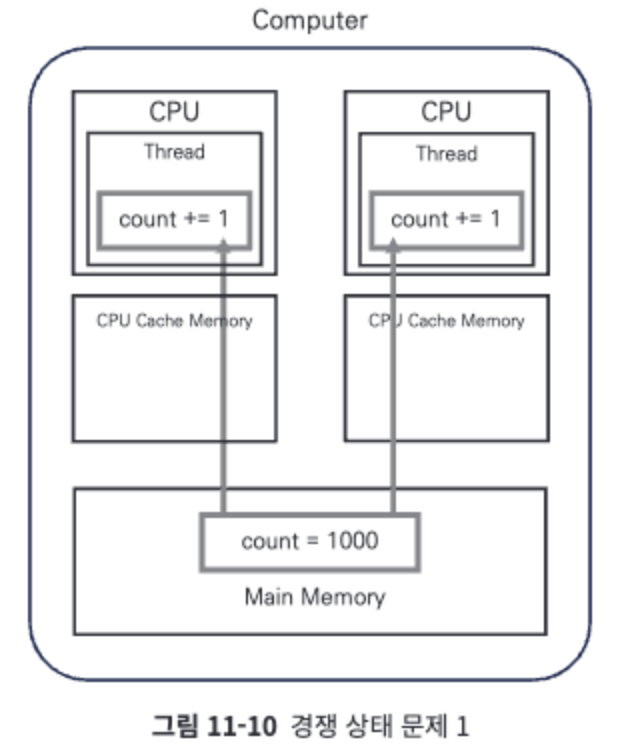 Computer
CPU
Thread
count += 1
CPU Cache Memory
CPU
Thread
count += 1
CPU Cache Memory
count = 1000
Main Memory
그림 11-10 경쟁 상태 문제 1